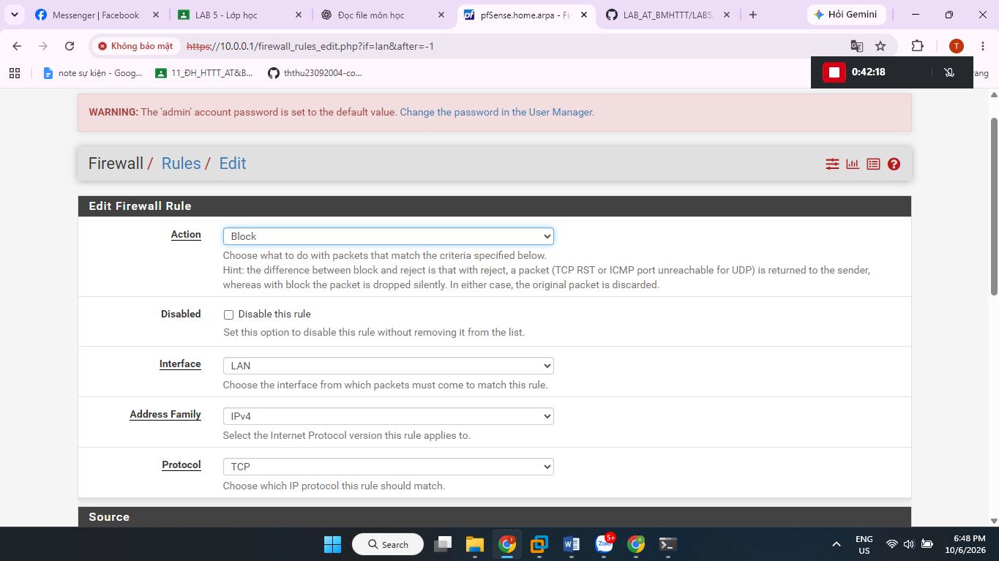 Messenger | Facebook
LAB 5 - Lớp học
Đọc file môn học
pfSense.home.arpa - Fi
LAB_AT_BMHTTT/LAB5
Hỏi Gemini
Không bảo mật
https://10.0.0.1/firewall_rules_edit.php?if=lan&after=-1
T
note sự kiện - Goog...
11_ĐH_HTTT_AT&B...
ththu23092004-co...
0:42:18
rang
WARNING: The 'admin' account password is set to the default value. Change the password in the User Manager.
Firewall / Rules / Edit
Edit Firewall Rule
Action
Block
Choose what to do with packets that match the criteria specified below.
Hint: the difference between block and reject is that with reject, a packet (TCP RST or ICMP port unreachable for UDP) is returned to the sender,
whereas with block the packet is dropped silently. In either case, the original packet is discarded.
Disabled
Disable this rule
Set this option to disable this rule without removing it from the list.
Interface
LAN
Choose the interface from which packets must come to match this rule.
Address Family
IPv4
Select the Internet Protocol version this rule applies to.
Protocol
TCP
Choose which IP protocol this rule should match.
Source
Search
Zalo
5+
ENG
US
6:48 PM
10/6/2026